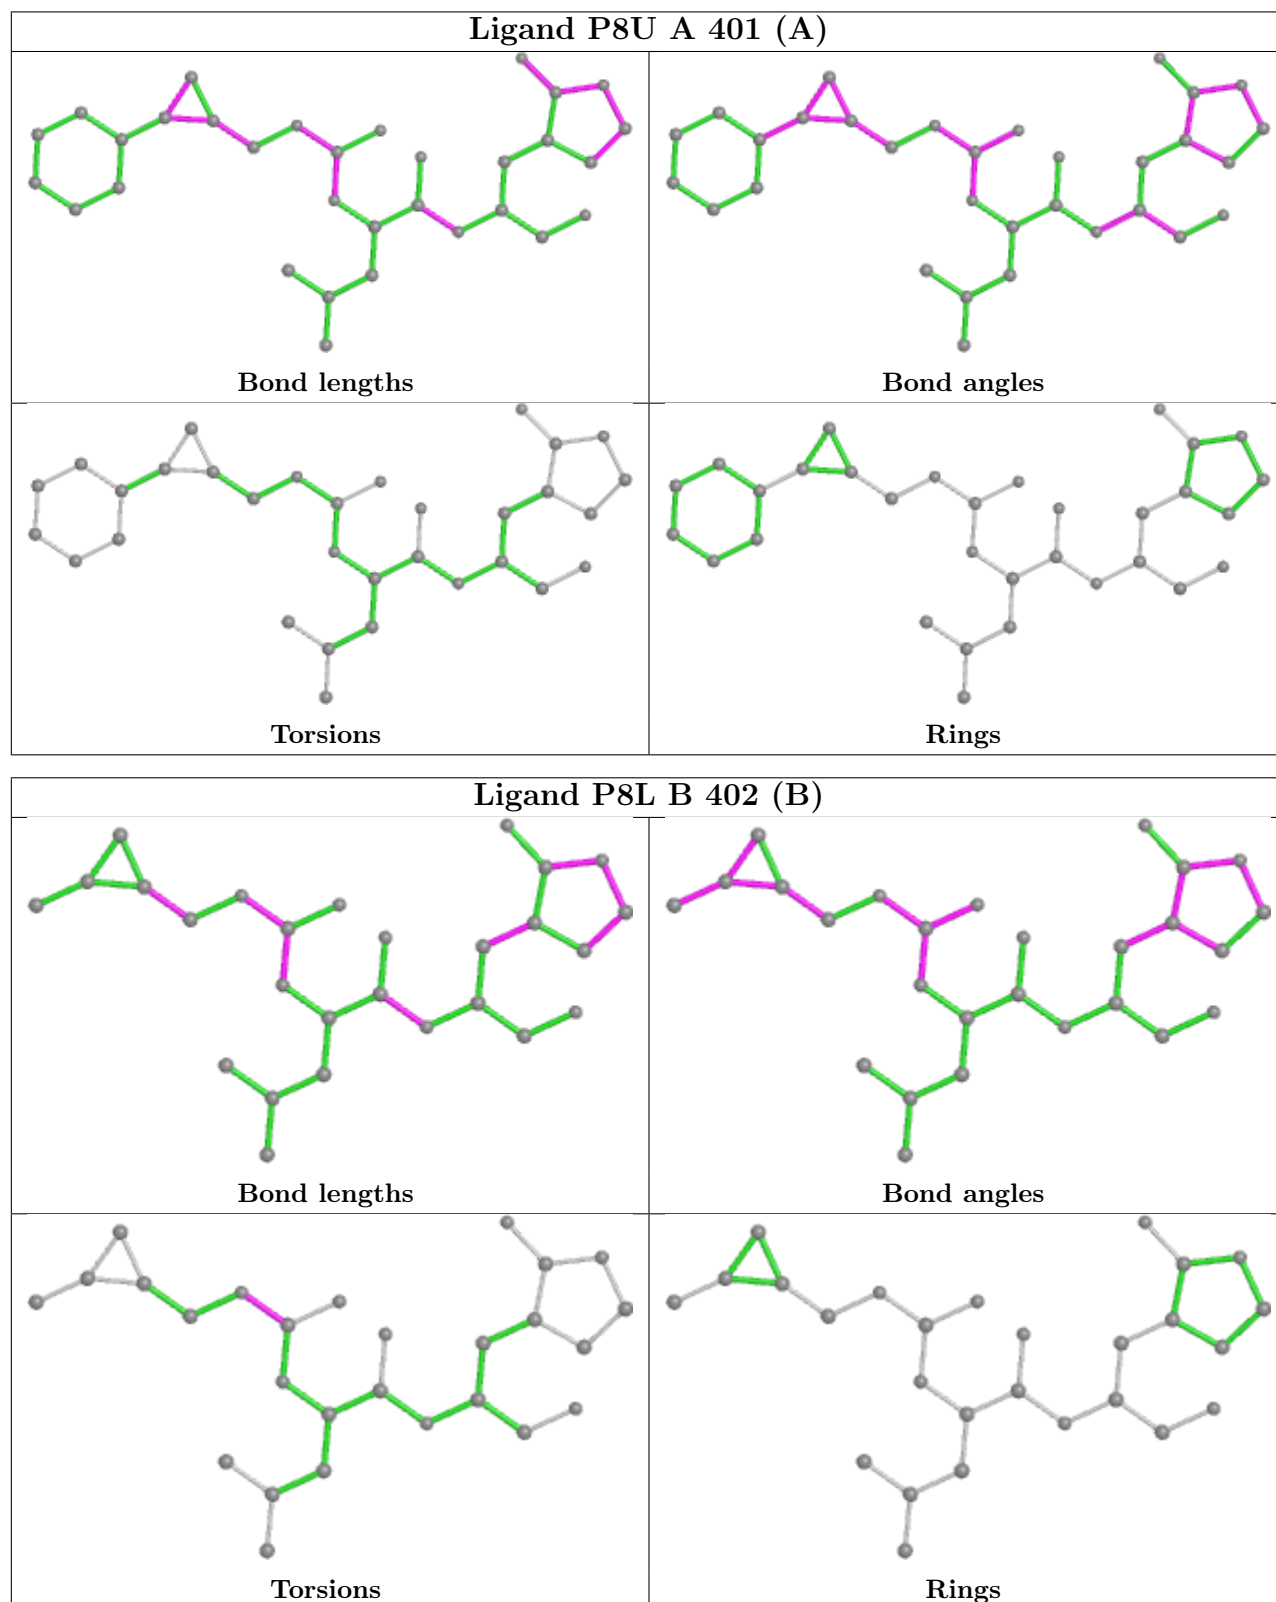 Ligand P8U A 401 (A)
Bond lengths
Bond angles
Torsions
Rings
Ligand P8L B 402 (B)
Bond lengths
Bond angles
Torsions
Rings